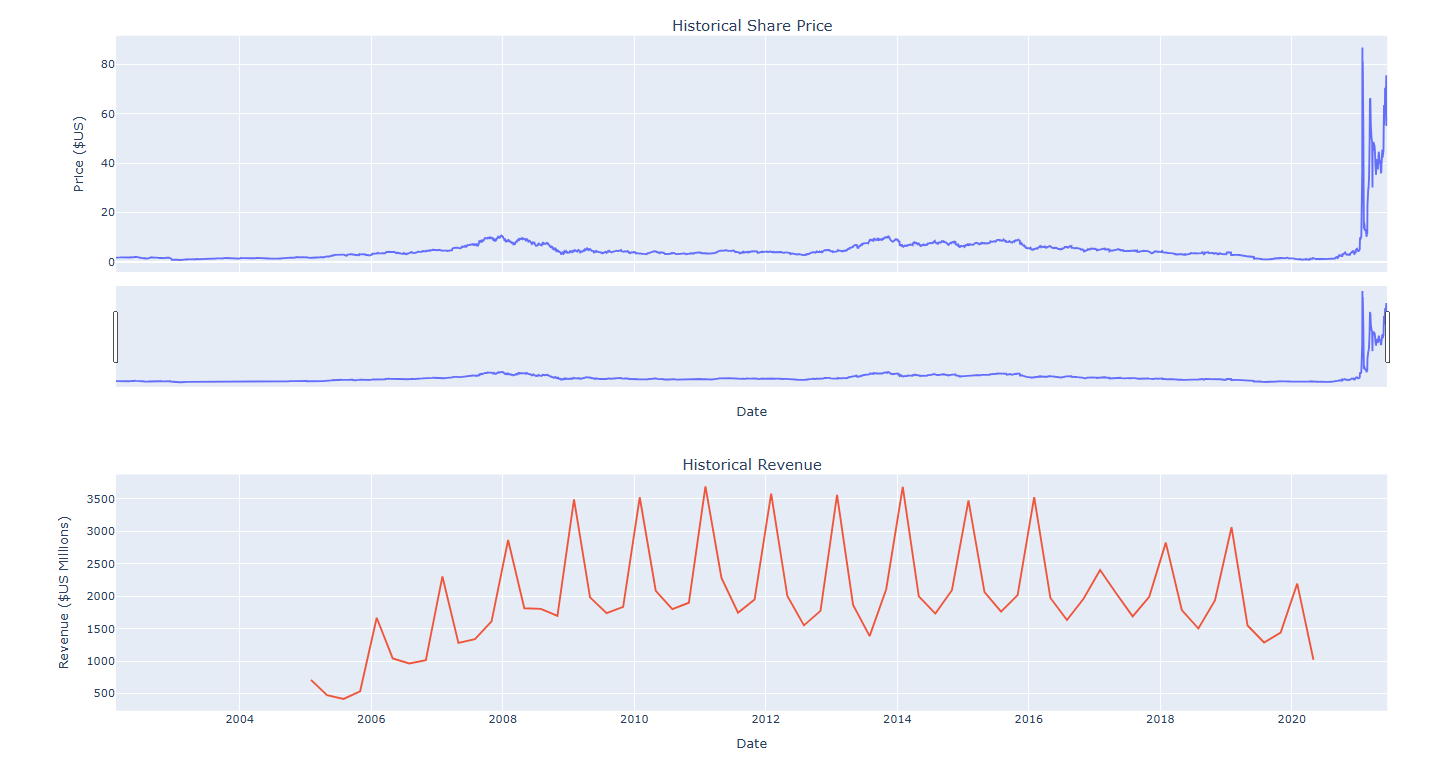 Historical Share Price
80
60
40
20
0
Price ($US)
Date
Historical Revenue
3500
3000
2500
2000
1500
1000
500
Revenue ($US Millions)
2004 2006 2008 2010 2012 2014 2016 2018 2020
Date